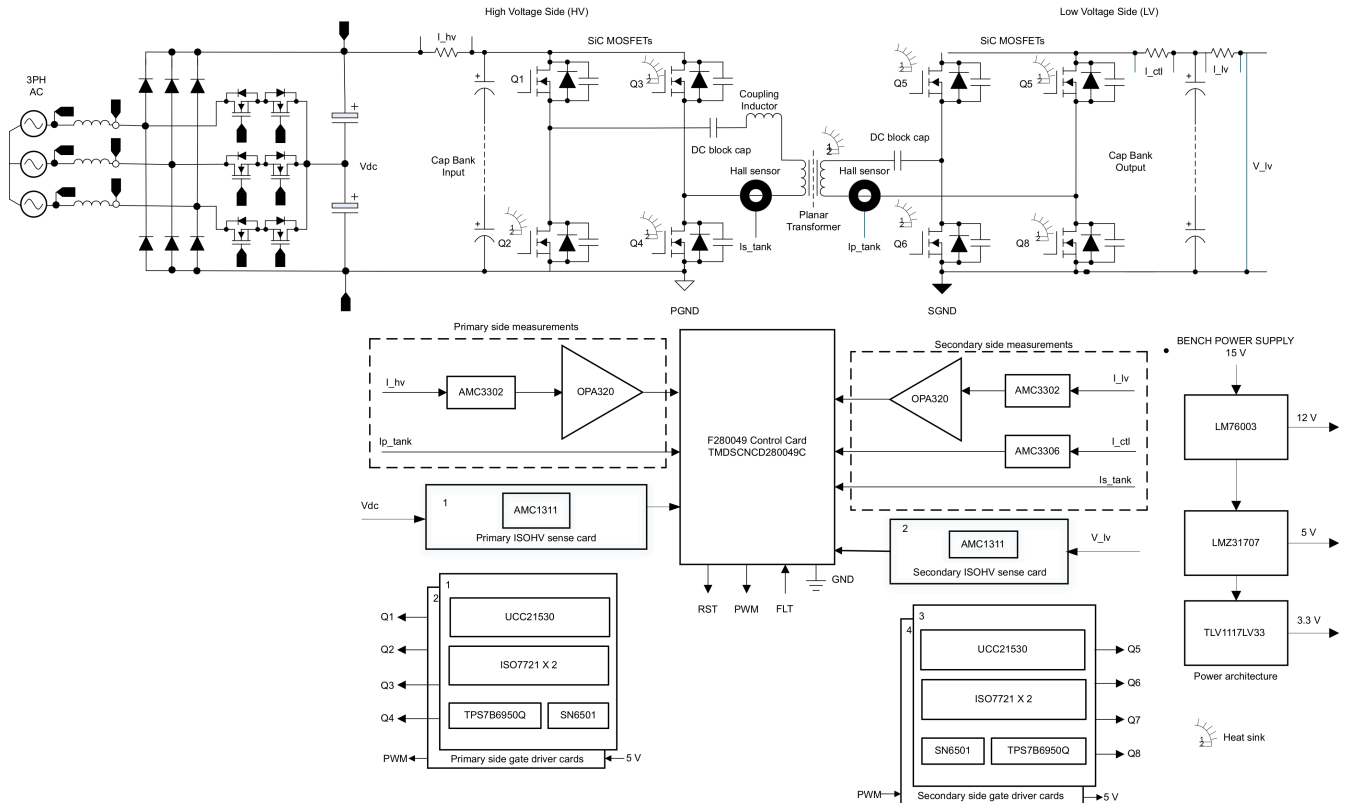 High Voltage Side (HV)
Low Voltage Side (LV)
I_hv
SiC MOSFETs
SiC MOSFETs
3PH
AC
Q1
Q3
Q5
Q5
I_ctl
I_lv
Coupling
Inductor
DC block cap
DC block cap
Vdc
Cap Bank
Input
Hall sensor
Hall sensor
Cap Bank
Output
V_lv
Planar
Transformer
Q2
Q4
Is_tank
Ip_tank
Q6
Q8
PGND
SGND
Primary side measurements
Secondary side measurements
BENCH POWER SUPPLY
15 V
I_hv
AMC3302
OPA320
OPA320
AMC3302
I_lv
LM76003
12 V
Ip_tank
F280049 Control Card
TMDSCNCD280049C
AMC3306
I_ctl
Is_tank
Vdc
1
AMC1311
Primary ISOHV sense card
2
AMC1311
Secondary ISOHV sense card
V_lv
LMZ31707
5 V
GND
RST
PWM
FLT
1
2
UCC21530
ISO7721 X 2
TPS7B6950Q
SN6501
Q1
Q2
Q3
Q4
PWM
Primary side gate driver cards
5 V
3
4
UCC21530
ISO7721 X 2
SN6501
TPS7B6950Q
Q5
Q6
Q7
Q8
PWM
Secondary side gate driver cards
5 V
TLV1117LV33
3.3 V
Power architecture
Heat sink